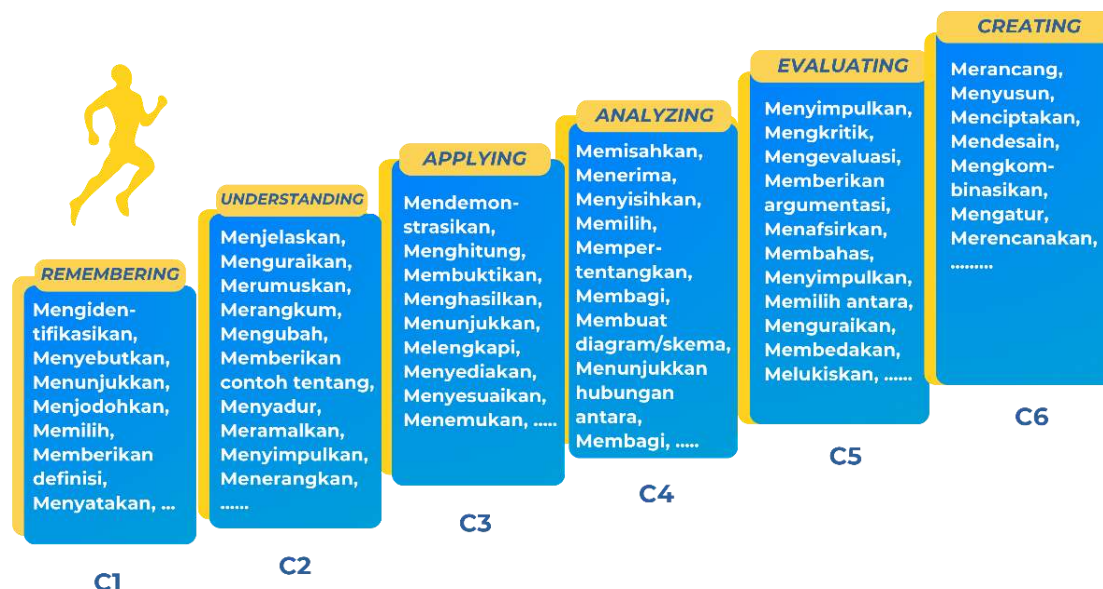 REMEMBERING
Mengiden-
tifikasikan,
Menyebutkan,
Menunjukkan,
Menjodohkan,
Memilih,
Memberikan
definisi,
Menyatakan, ...
C1
UNDERSTANDING
Menjelaskan,
Menguraikan,
Merumuskan,
Merangkum,
Mengubah,
Memberikan
contoh tentang,
Menyadur,
Meramalkan,
Menyimpulkan,
Menerangkan,
......
C2
APPLYING
Mendemon-
strasikan,
Menghitung,
Membuktikan,
Menghasilkan,
Menunjukkan,
Melengkapi,
Menyediakan,
Menyesuaikan,
Menemukan, .....
C3
ANALYZING
Memisahkan,
Menerima,
Menyisihkan,
Memilih,
Memper-
tentangkan,
Membagi,
Membuat
diagram/skema,
Menunjukkan
hubungan
antara,
Membagi, .....
C4
EVALUATING
Menyimpulkan,
Mengkritik,
Mengevaluasi,
Memberikan
argumentasi,
Menafsirkan,
Membahas,
Menyimpulkan,
Memilih antara,
Menguraikan,
Membedakan,
Melukiskan, ......
C5
CREATING
Merancang,
Menyusun,
Menciptakan,
Mendesain,
Mengkom-
binasikan,
Mengatur,
Merencanakan,
.........
C6